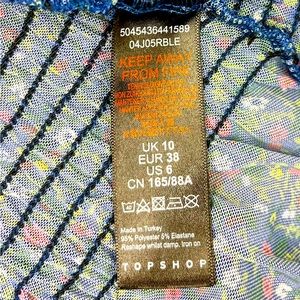 5045436441589
04J05RBLE
KEEP AWAY
FROM FIRE
UK 10
EUR 38
US 6
CN 165/88A
Made in Turkey
95% Polyester 5% Elastane
Reshape whilst damp. Iron on
TOPSHOP